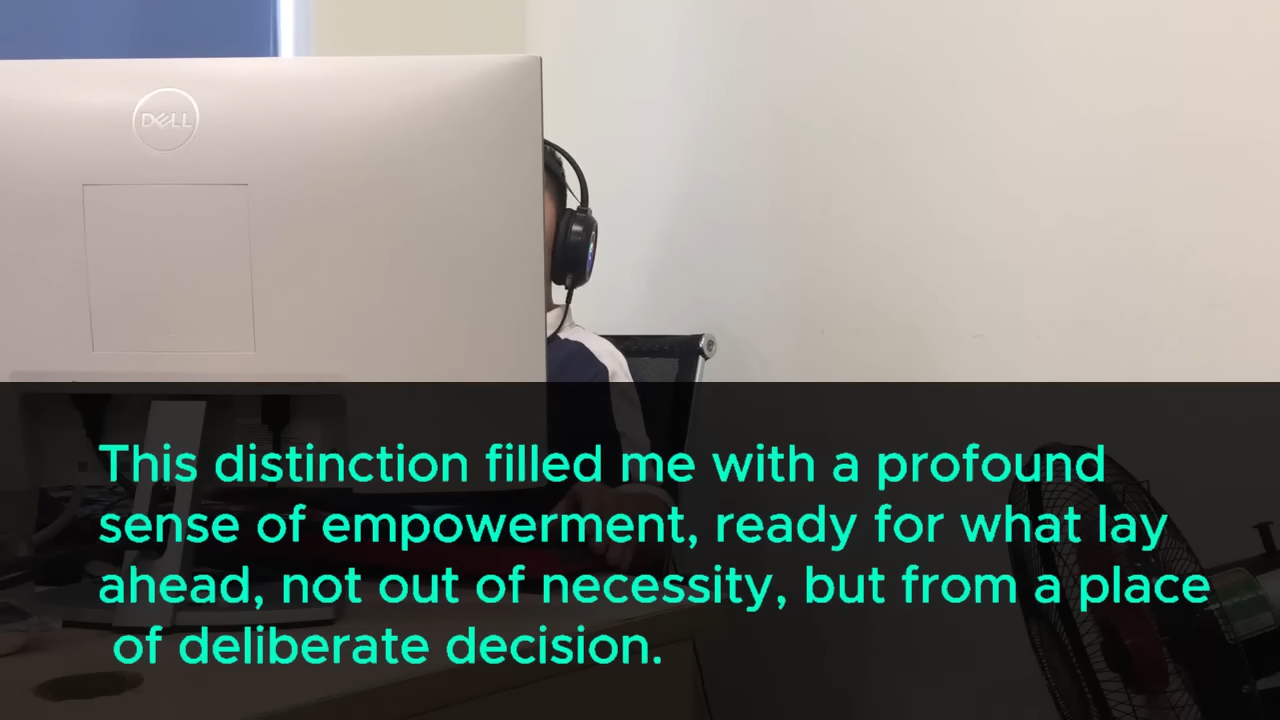 DELL
This distinction filled me with a profound
sense of empowerment, ready for what lay
ahead, not out of necessity, but from a place
of deliberate decision.